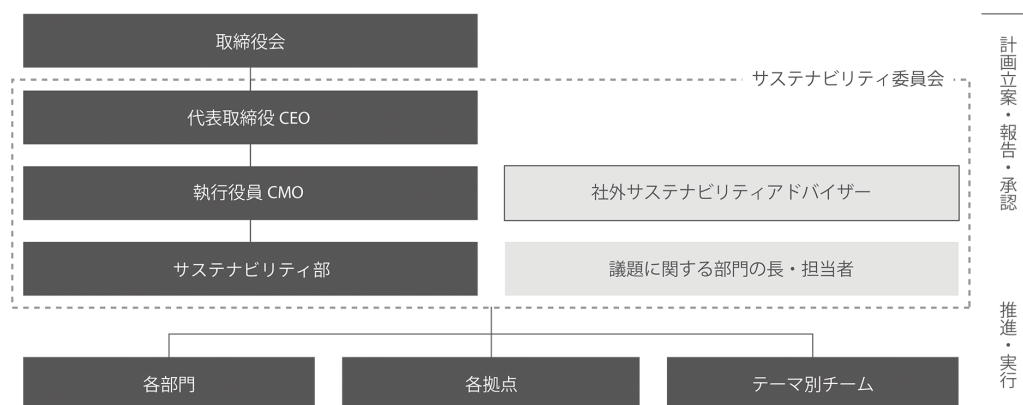 取締役会
サステナビリティ委員会
代表取締役 CEO
執行役員 CMO
社外サステナビリティアドバイザー
サステナビリティ部
議題に関する部門の長・担当者
各部門
各拠点
テーマ別チーム
計画立案・報告・承認
推進・実行